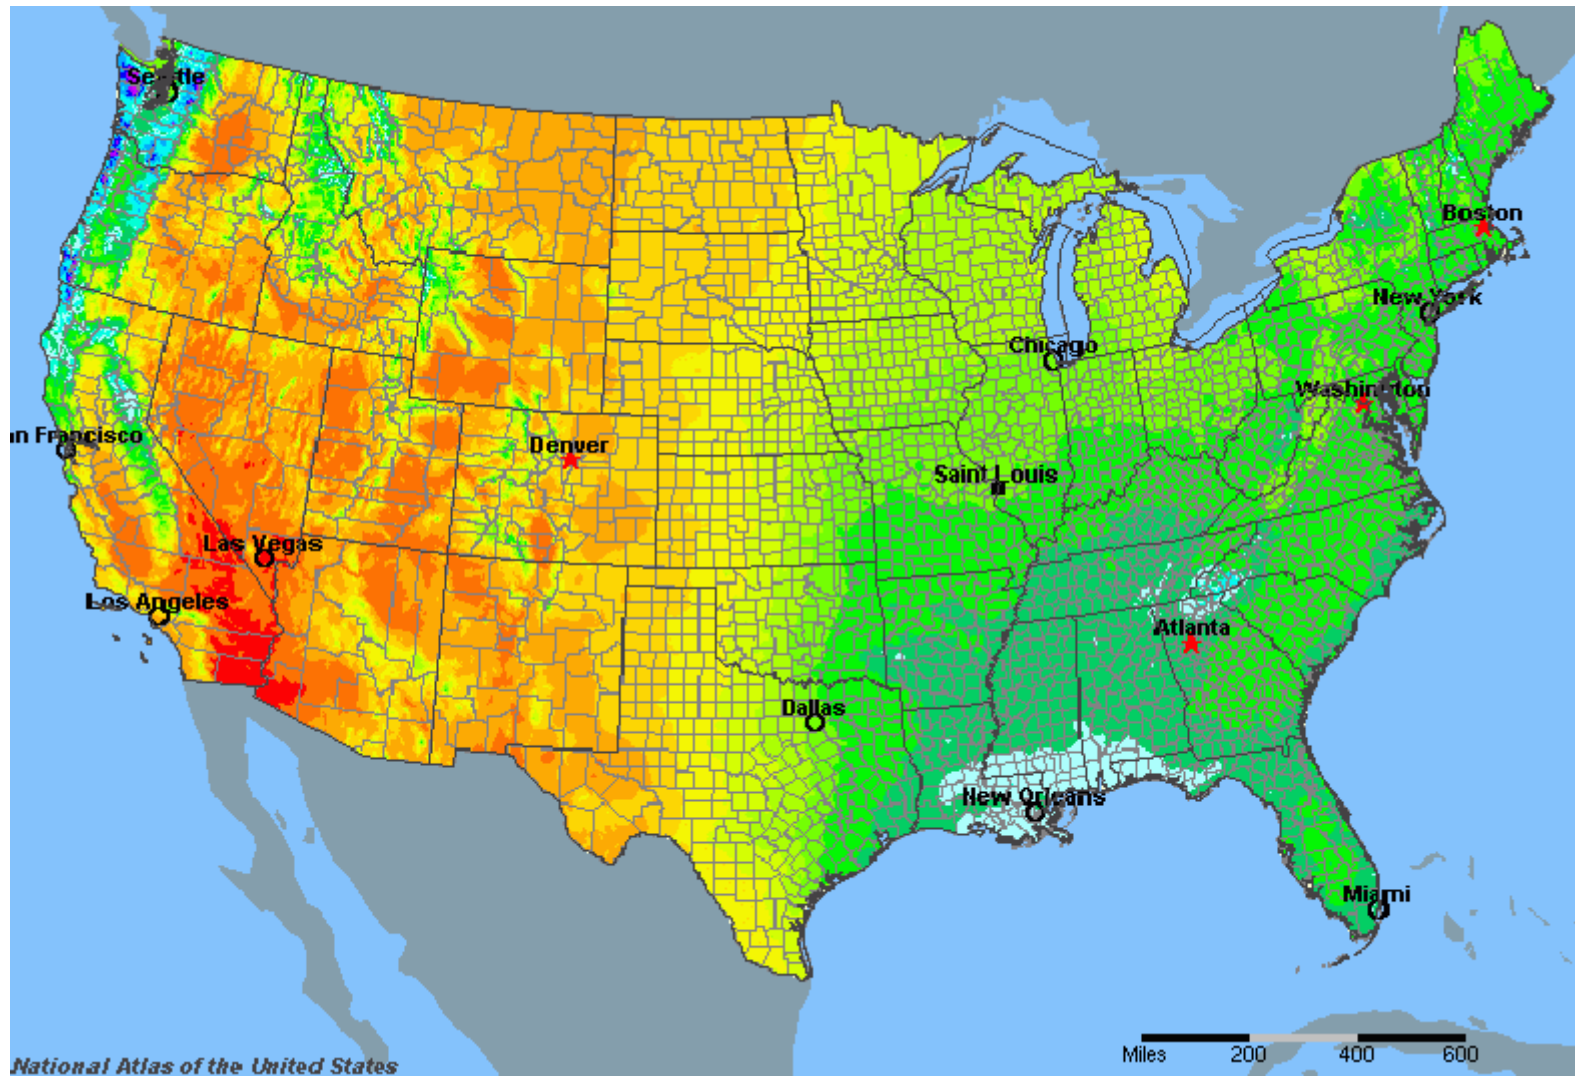 Seattle
Boston
New York
Chicago
Washington
an Francisco
Denver
Saint Louis
Las Vegas
Los Angeles
Atlanta
Dallas
New Orleans
Miami
Miles 200 400 600
National Atlas of the United States